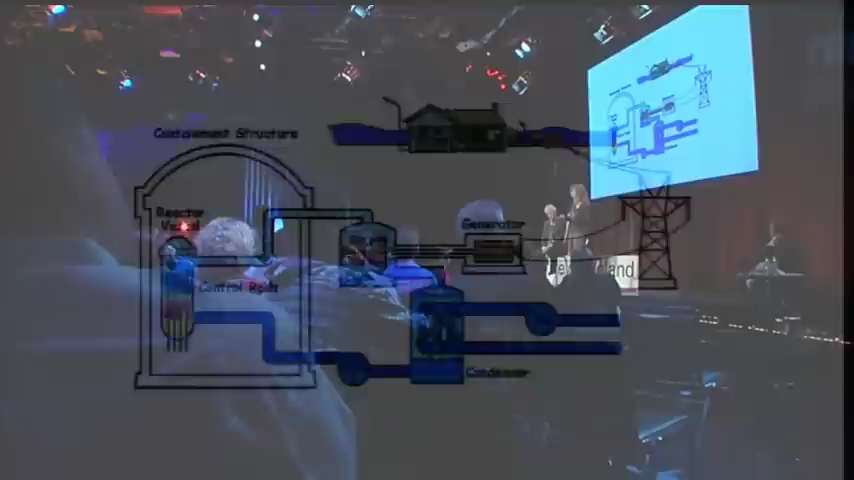 Containment Structure
Reactor
Vessel
Generator
Control Rods
Condenser